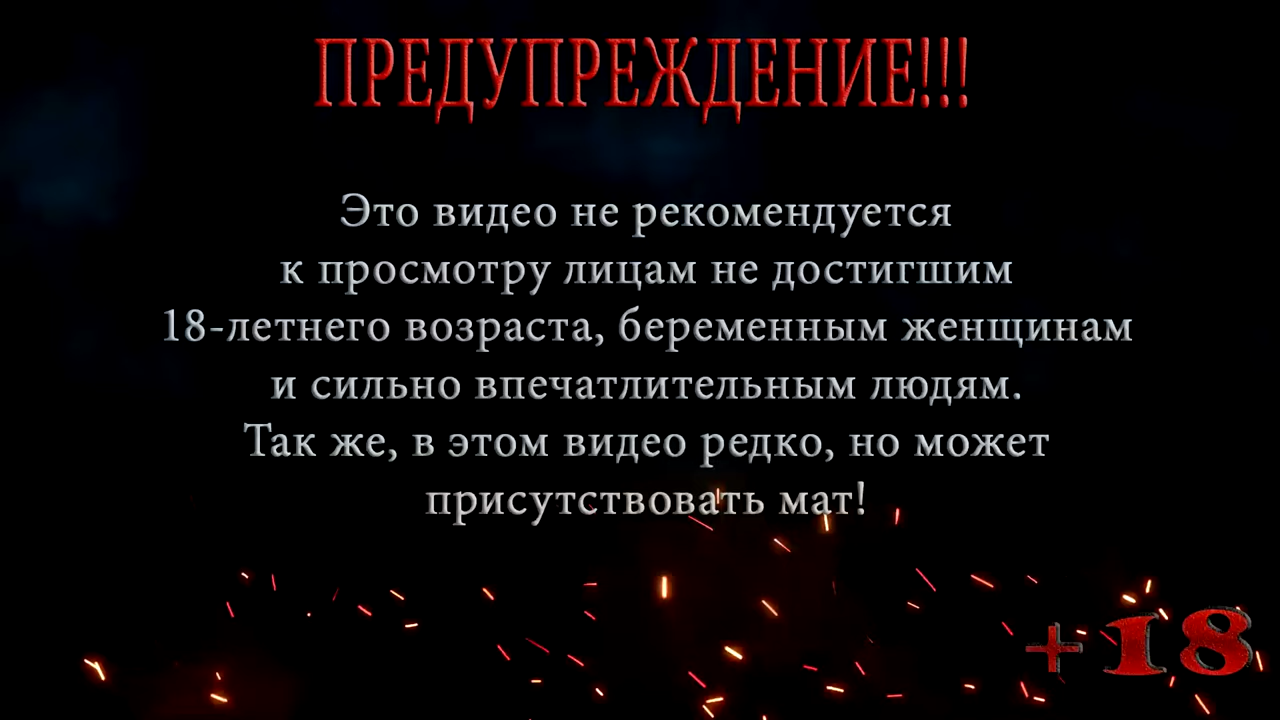 ПРЕДУПРЕЖДЕНИЕ!!!
Это видео не рекомендуется
к просмотру лицам не достигшим
18-летнего возраста, беременным женщинам
и сильно впечатлительным людям.
Так же, в этом видео редко, но может
присутствовать мат!
+18